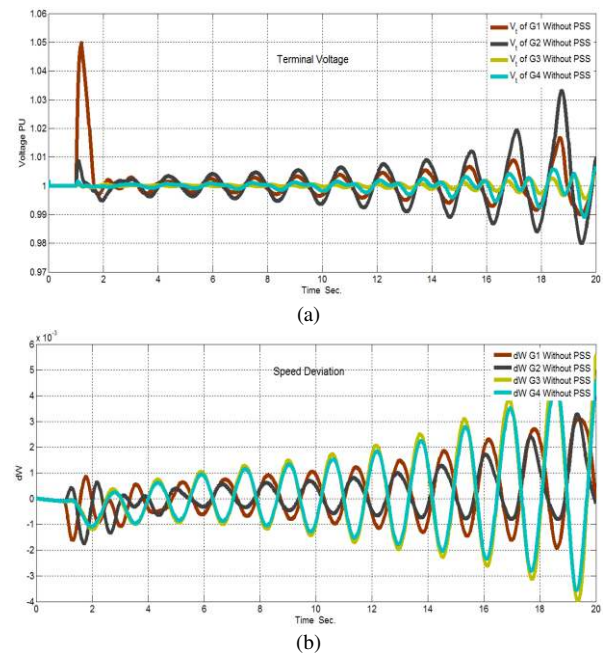 1.06
1.05
1.04
1.03
1.02
1.01
1
0.99
0.98
0.97
Voltage PU
Terminal Voltage
V_t of G1 Without PSS
V_t of G2 Without PSS
V_t of G3 Without PSS
V_t of G4 Without PSS
0 2 4 6 8 10 12 14 16 18 20
Time Sec.
(a)
x 10^-3
6
5
4
3
2
1
0
-1
-2
-3
-4
dW
Speed Deviation
dW G1 Without PSS
dW G2 Without PSS
dW G3 Without PSS
dW G4 Without PSS
0 2 4 6 8 10 12 14 16 18 20
Time Sec.
(b)